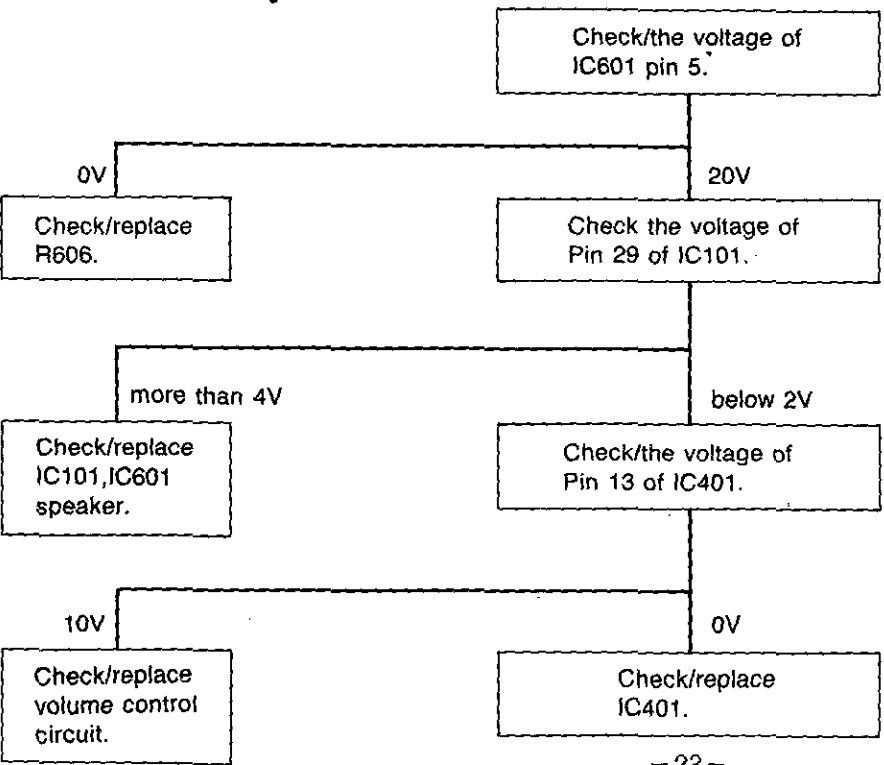 Check/the voltage of
IC601 pin 5.
0V
20V
Check/replace
R606.
Check the voltage of
Pin 29 of IC101.
more than 4V
below 2V
Check/replace
IC101,IC601
speaker.
Check/the voltage of
Pin 13 of IC401.
10V
0V
Check/replace
volume control
circuit.
Check/replace
IC401.